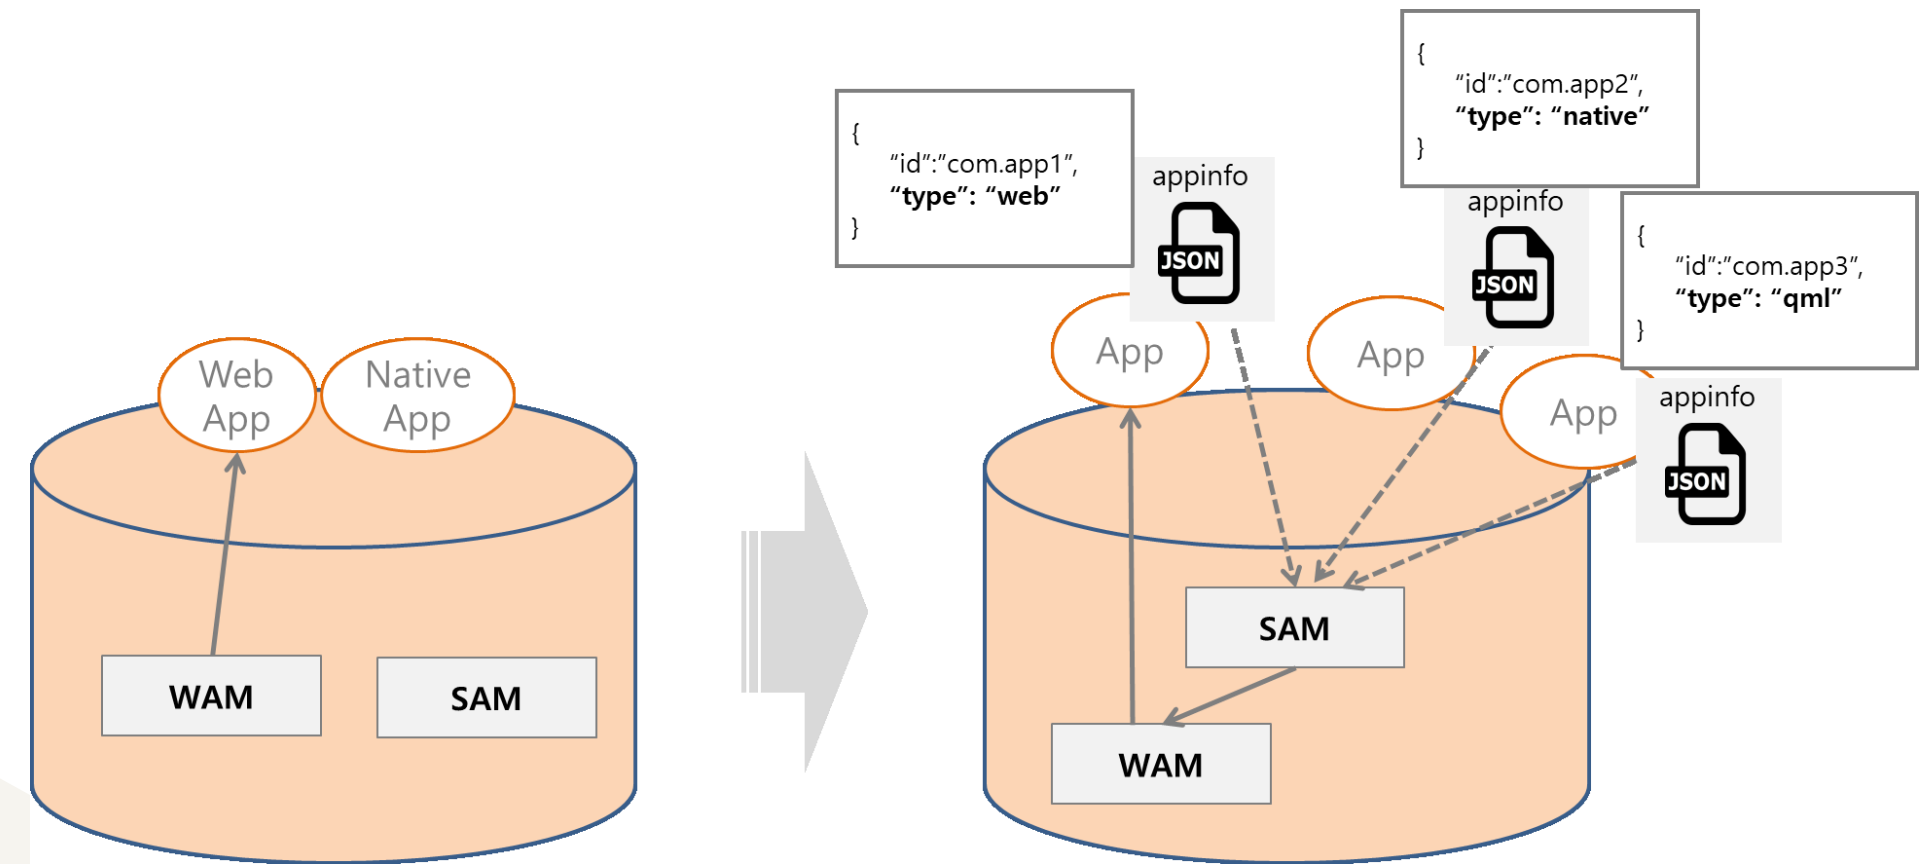 Web
App
Native
App
WAM
SAM
{
“id”:”com.app1”,
“type”: “web”
}
appinfo
JSON
{
“id”:”com.app2”,
“type”: “native”
}
appinfo
JSON
{
“id”:”com.app3”,
“type”: “qml”
}
appinfo
JSON
App
App
App
SAM
WAM